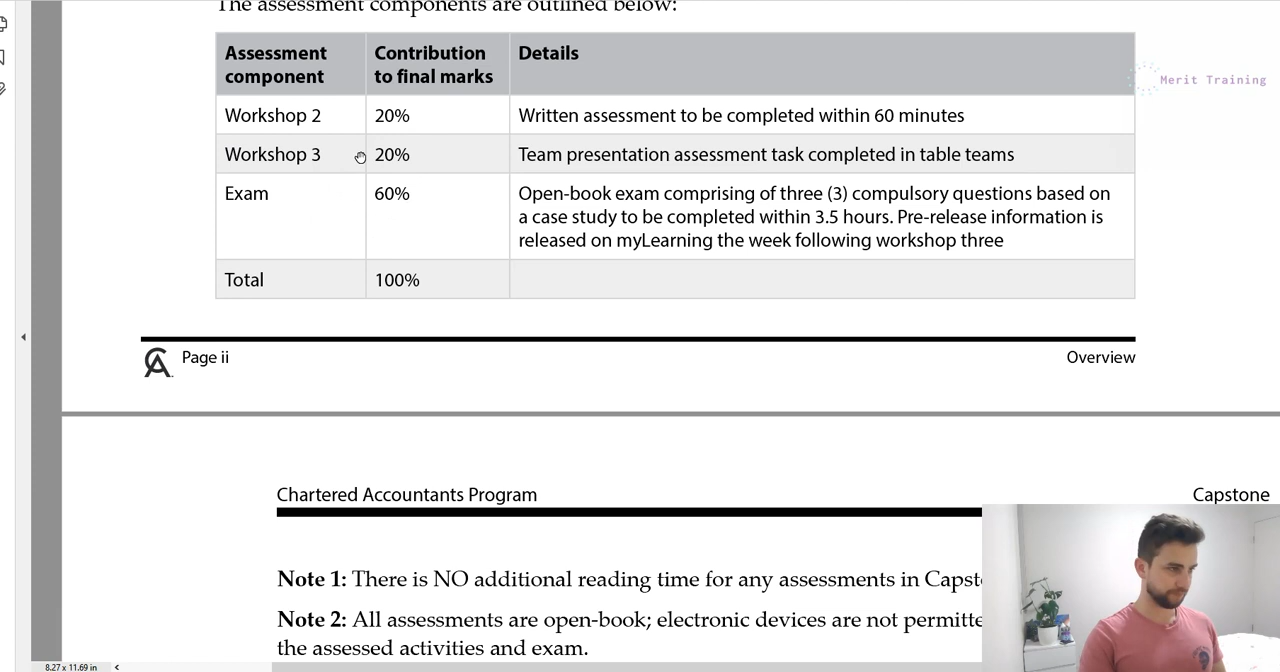 The assessment components are outlined below:
Assessment component
Contribution to final marks
Details
Workshop 2
20%
Written assessment to be completed within 60 minutes
Workshop 3
20%
Team presentation assessment task completed in table teams
Exam
60%
Open-book exam comprising of three (3) compulsory questions based on
a case study to be completed within 3.5 hours. Pre-release information is
released on myLearning the week following workshop three
Total
100%
Merit Training
Page ii
Overview
Chartered Accountants Program
Capstone
Note 1: There is NO additional reading time for any assessments in Capst
Note 2: All assessments are open-book; electronic devices are not permitte
the assessed activities and exam.
8.27 x 11.69 in